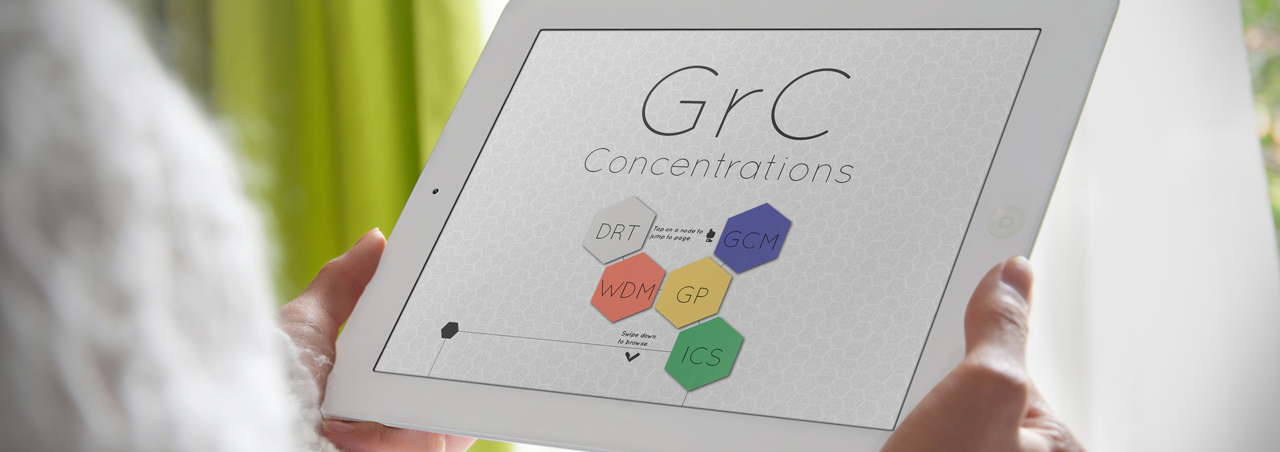 GrC
Concentrations
DRT
Tap on a node to
jump to page
GCM
WDM
GP
Swipe down
to browse
ICS